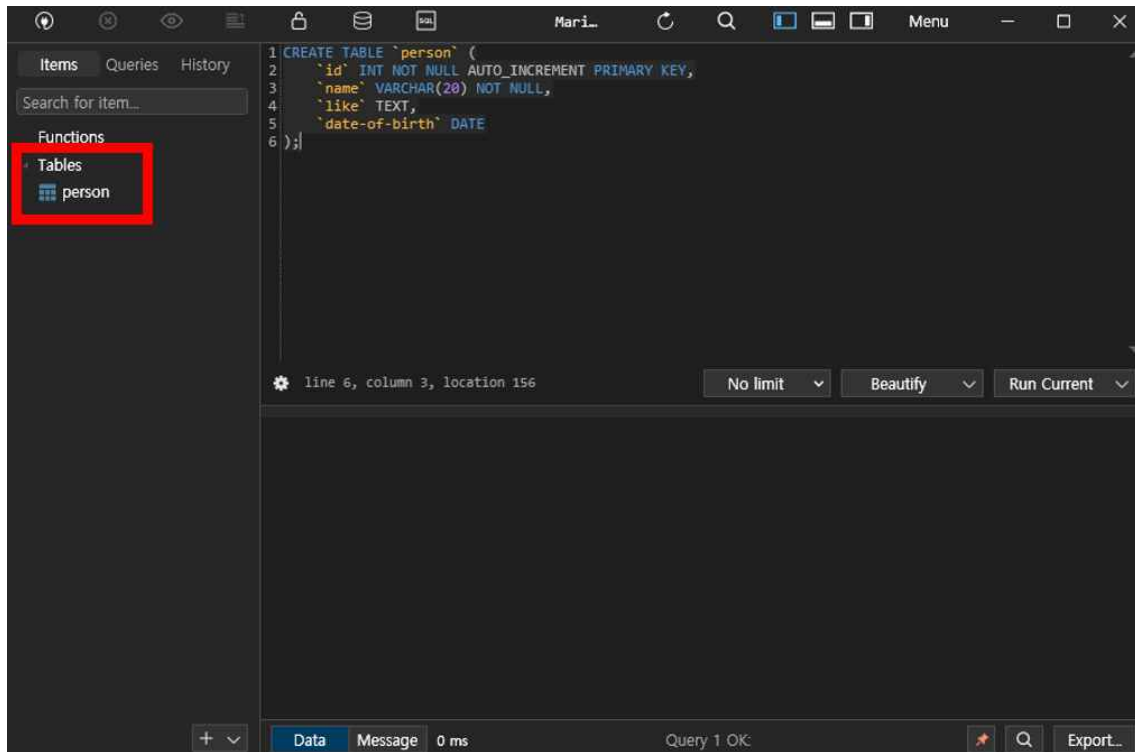 SQL
Mari…
Menu
Items Queries History
Search for item...
Functions
Tables
person
1 CREATE TABLE `person` (
2 `id` INT NOT NULL AUTO_INCREMENT PRIMARY KEY,
3 `name` VARCHAR(20) NOT NULL,
4 `like` TEXT,
5 `date-of-birth` DATE
6 );
line 6, column 3, location 156
No limit
Beautify
Run Current
Data Message 0 ms
Query 1 OK:
Export...